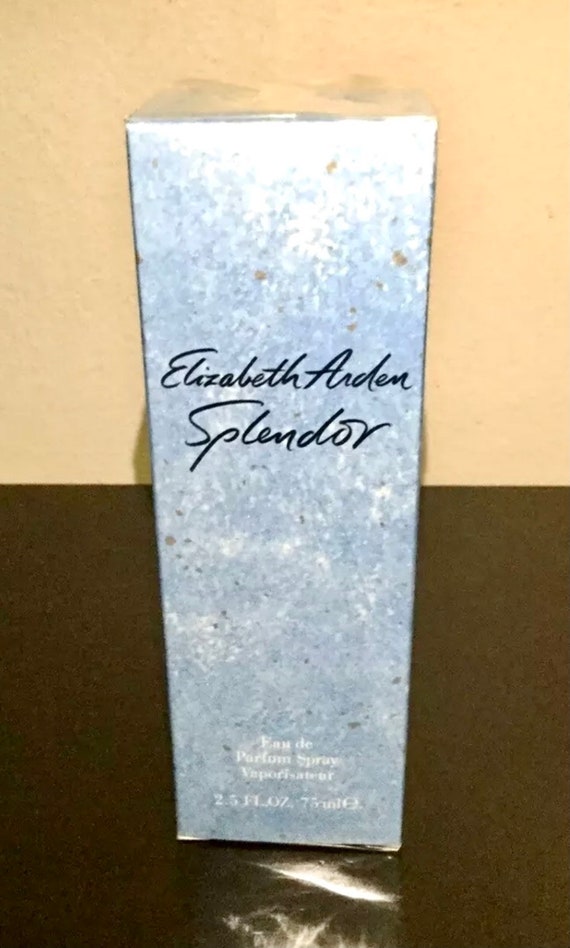 Elizabeth Arden
Splendor
Eau de
Parfum Spray
Vaporisateur
2.5 FL.OZ. 75ml℮.